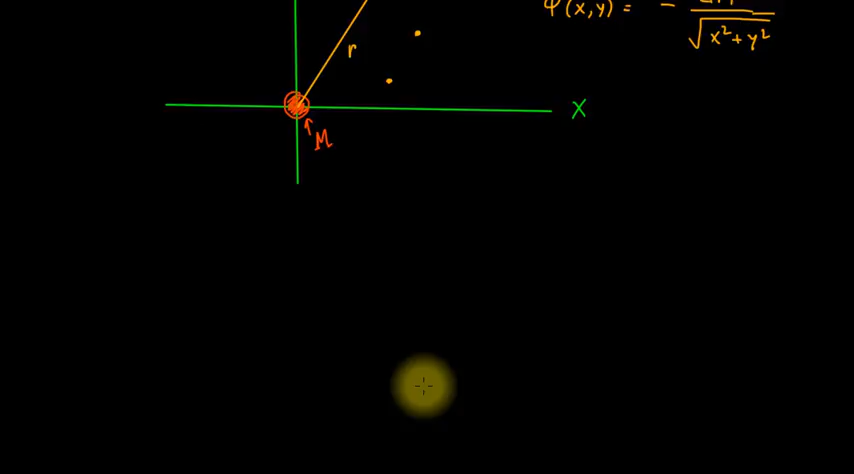 φ(x,y) = -
√x²+y²
r
X
M